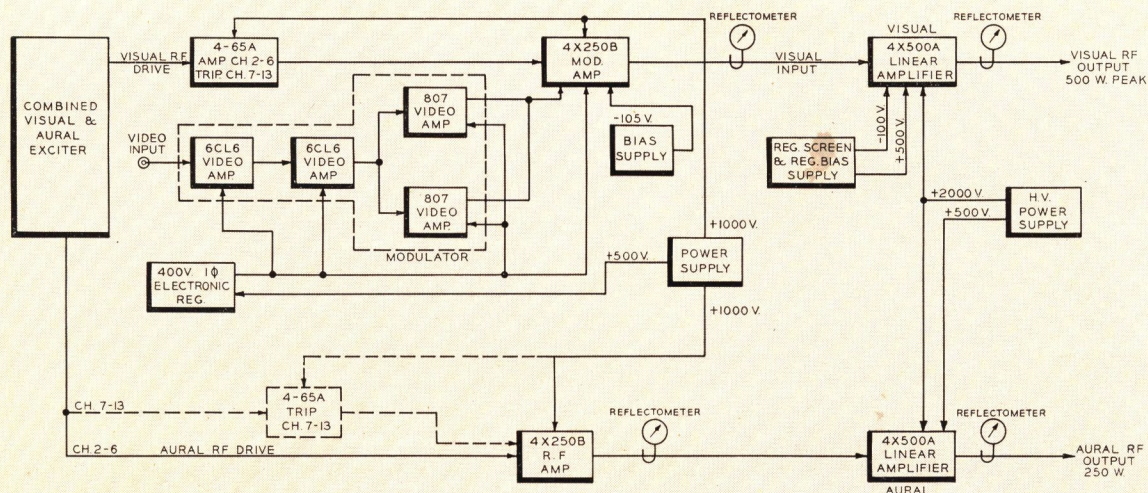 COMBINED
VISUAL &
AURAL
EXCITER
VISUAL R.F.
DRIVE
4-65A
AMP CH 2-6
TRIP. CH. 7-13
4X250B
MOD.
AMP
REFLECTOMETER
VISUAL
INPUT
VISUAL
4X500A
LINEAR
AMPLIFIER
REFLECTOMETER
VISUAL RF
OUTPUT
500 W. PEAK
VIDEO
INPUT
6CL6
VIDEO
AMP
6CL6
VIDEO
AMP
807
VIDEO
AMP.
807
VIDEO
AMP.
MODULATOR
-105 V.
BIAS
SUPPLY
-100 V.
+500 V.
REG. SCREEN
& REG. BIAS
SUPPLY
+2000 V.
+500 V.
H.V.
POWER
SUPPLY
400V. 1Φ
ELECTRONIC
REG.
+500V.
+1000 V.
POWER
SUPPLY
+1000 V.
CH. 7-13
4-65A
TRIP
CH. 7-13
CH. 2-6
AURAL RF DRIVE
4X250B
R.F
AMP
REFLECTOMETER
4X500A
LINEAR
AMPLIFIER
AURAL
REFLECTOMETER
AURAL RF
OUTPUT
250 W.